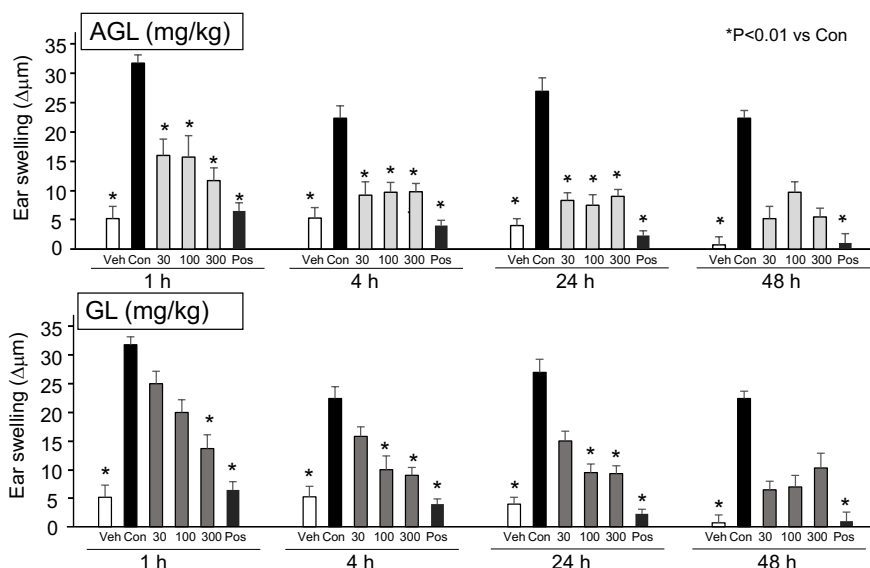 AGL (mg/kg)
*P<0.01 vs Con
Ear swelling (Δμm)
35
30
25
20
15
10
5
0
* * * * *
* * * * *
* * * * *
* *
Veh Con 30 100 300 Pos Veh Con 30 100 300 Pos Veh Con 30 100 300 Pos Veh Con 30 100 300 Pos
1 h 4 h 24 h 48 h
GL (mg/kg)
Ear swelling (Δμm)
35
30
25
20
15
10
5
0
* * *
* * * *
* * * *
* *
Veh Con 30 100 300 Pos Veh Con 30 100 300 Pos Veh Con 30 100 300 Pos Veh Con 30 100 300 Pos
1 h 4 h 24 h 48 h